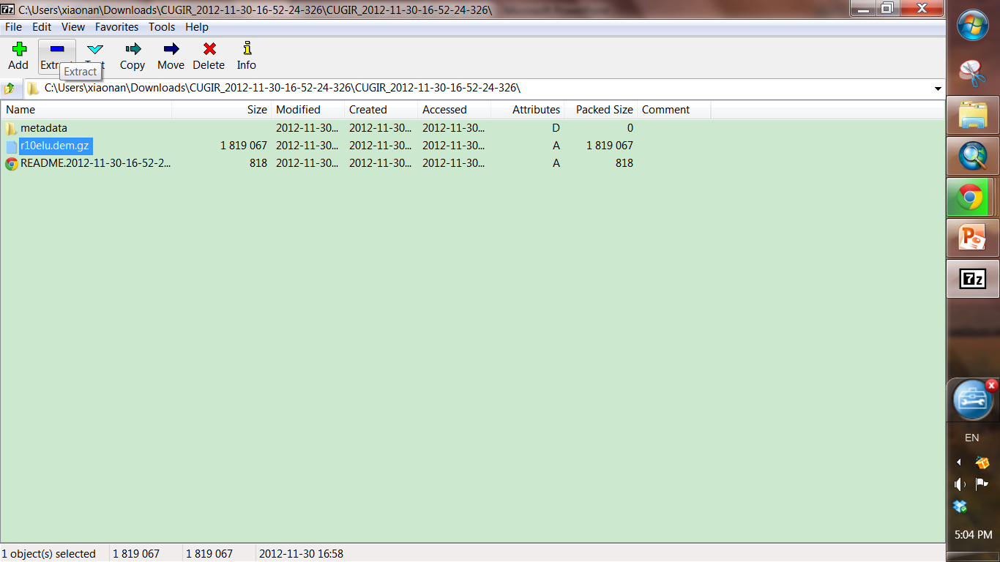 7z C:\Users\xiaonan\Downloads\CUGIR_2012-11-30-16-52-24-326\CUGIR_2012-11-30-16-52-24-326\
File Edit View Favorites Tools Help
Add Extract Copy Move Delete Info
Extract
C:\Users\xiaonan\Downloads\CUGIR_2012-11-30-16-52-24-326\CUGIR_2012-11-30-16-52-24-326\
Name Size Modified Created Accessed Attributes Packed Size Comment
metadata 2012-11-30... 2012-11-30... 2012-11-30... D 0
r10elu.dem.gz 1 819 067 2012-11-30... 2012-11-30... 2012-11-30... A 1 819 067
README.2012-11-30-16-52-2... 818 2012-11-30... 2012-11-30... 2012-11-30... A 818
1 object(s) selected 1 819 067 1 819 067 2012-11-30 16:58
P
7z
EN
5:04 PM